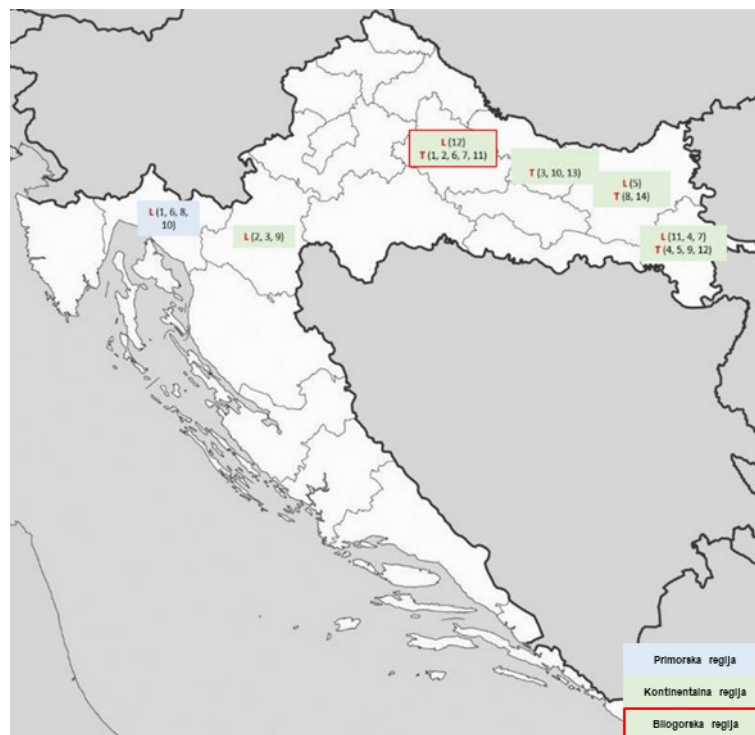 L (12)
T (1, 2, 6, 7, 11)
T (3, 10, 13)
L (5)
T (8, 14)
L (1, 6, 8,
10)
L (2, 3, 9)
L (11, 4, 7)
T (4, 5, 9, 12)
Primorska regija
Kontinentalna regija
Bilogorska regija